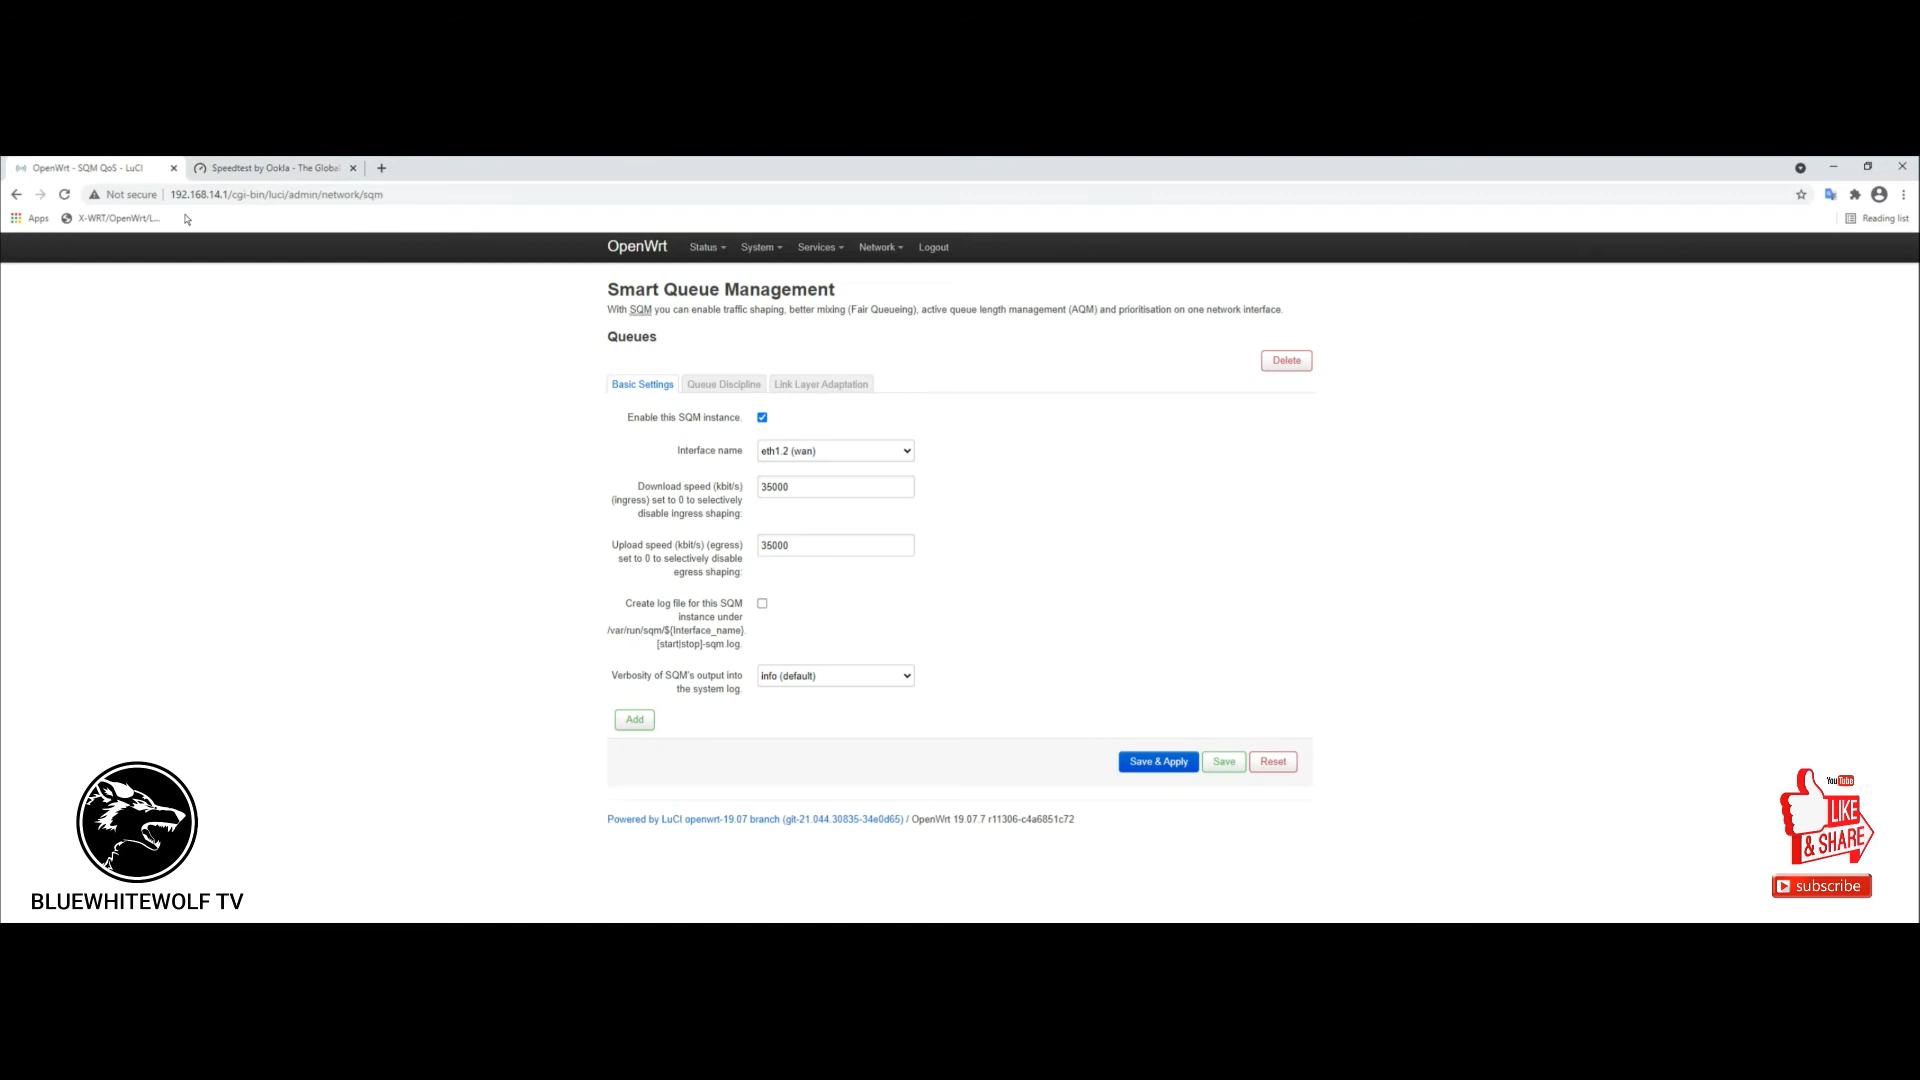 OpenWrt - SQM QoS - LuCI
Speedtest by Ookla - The Global
Not secure
192.168.14.1/cgi-bin/luci/admin/network/sqm
Apps
X-WRT/OpenWrt/L...
Reading list
OpenWrt
Status
System
Services
Network
Logout
Smart Queue Management
With SQM you can enable traffic shaping, better mixing (Fair Queueing), active queue length management (AQM) and prioritisation on one network interface.
Queues
Delete
Basic Settings
Queue Discipline
Link Layer Adaptation
Enable this SQM instance.
Interface name
eth1.2 (wan)
Download speed (kbit/s)
(ingress) set to 0 to selectively
disable ingress shaping:
35000
Upload speed (kbit/s) (egress)
set to 0 to selectively disable
egress shaping:
35000
Create log file for this SQM
instance under
/var/run/sqm/${Interface_name}.
[start|stop]-sqm.log.
Verbosity of SQM's output into
the system log.
info (default)
Add
Save & Apply
Save
Reset
Powered by LuCI openwrt-19.07 branch (git-21.044.30835-34e0d65) / OpenWrt 19.07.7 r11306-c4a6851c72
BLUEWHITEWOLF TV
YouTube
LIKE
& SHARE
subscribe